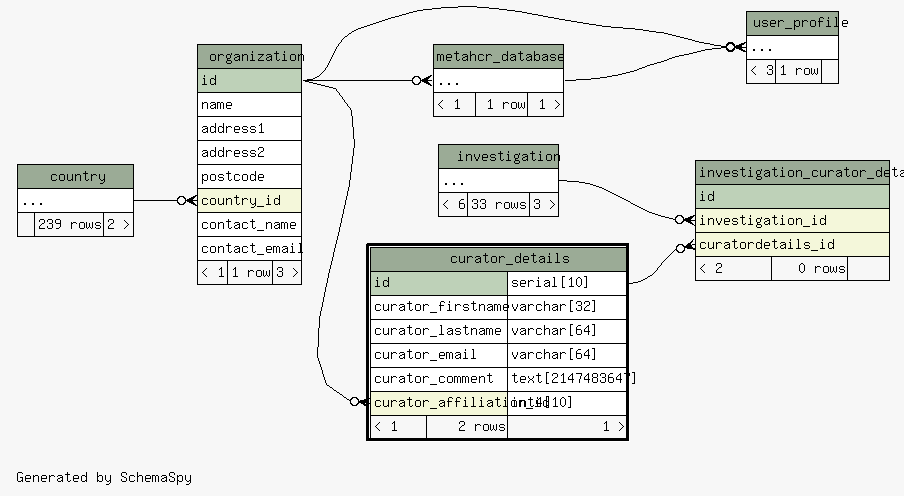 user_profile
...
< 3 1 row
organization
id
name
address1
address2
postcode
country_id
contact_name
contact_email
< 1 1 row 3 >
metahcr_database
...
< 1 1 row 1 >
investigation
...
< 6 33 rows 3 >
country
...
239 rows 2 >
investigation_curator_deta
id
investigation_id
curatordetails_id
< 2 0 rows
curator_details
id serial[10]
curator_firstname varchar[32]
curator_lastname varchar[64]
curator_email varchar[64]
curator_comment text[2147483647]
curator_affiliation_id int4[10]
< 1 2 rows 1 >
Generated by SchemaSpy